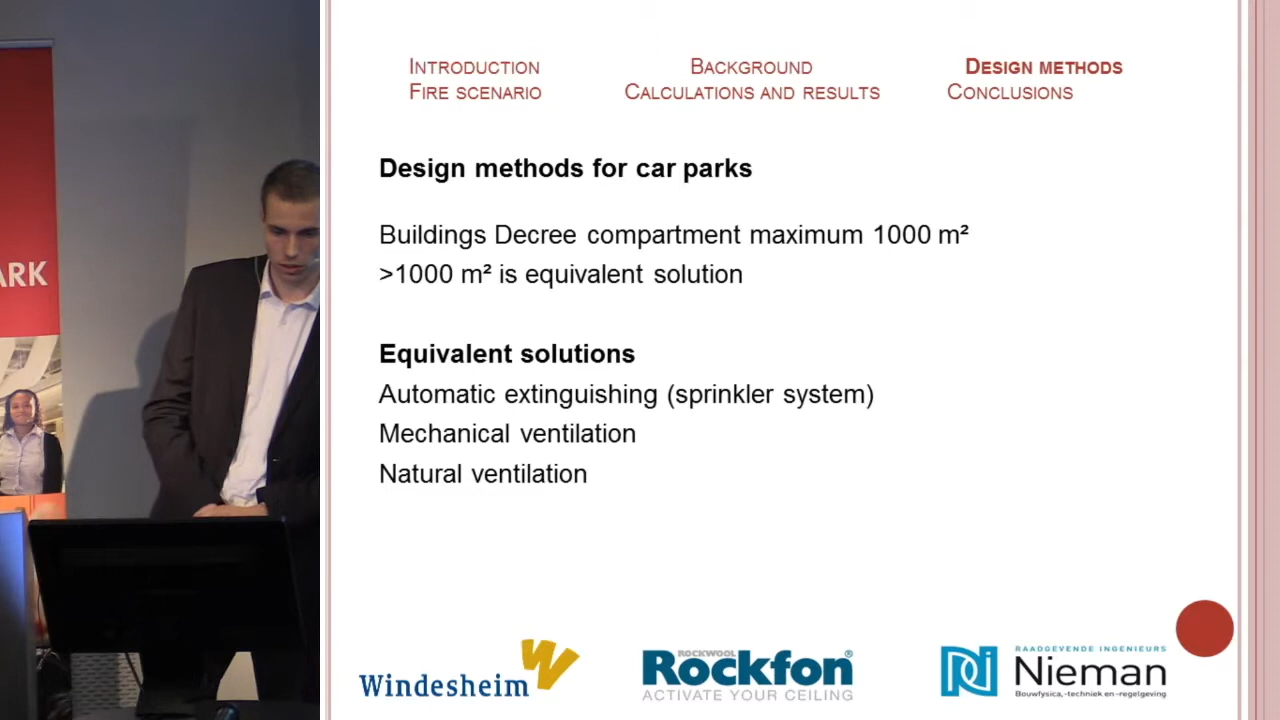 ARK
INTRODUCTION BACKGROUND DESIGN METHODS
FIRE SCENARIO CALCULATIONS AND RESULTS CONCLUSIONS
Design methods for car parks
Buildings Decree compartment maximum 1000 m²
>1000 m² is equivalent solution
Equivalent solutions
Automatic extinguishing (sprinkler system)
Mechanical ventilation
Natural ventilation
Windesheim
ROCKWOOL
Rockfon®
ACTIVATE YOUR CEILING
RAADGEVENDE INGENIEURS
Nieman
Bouwfysica, -techniek en -regelgeving